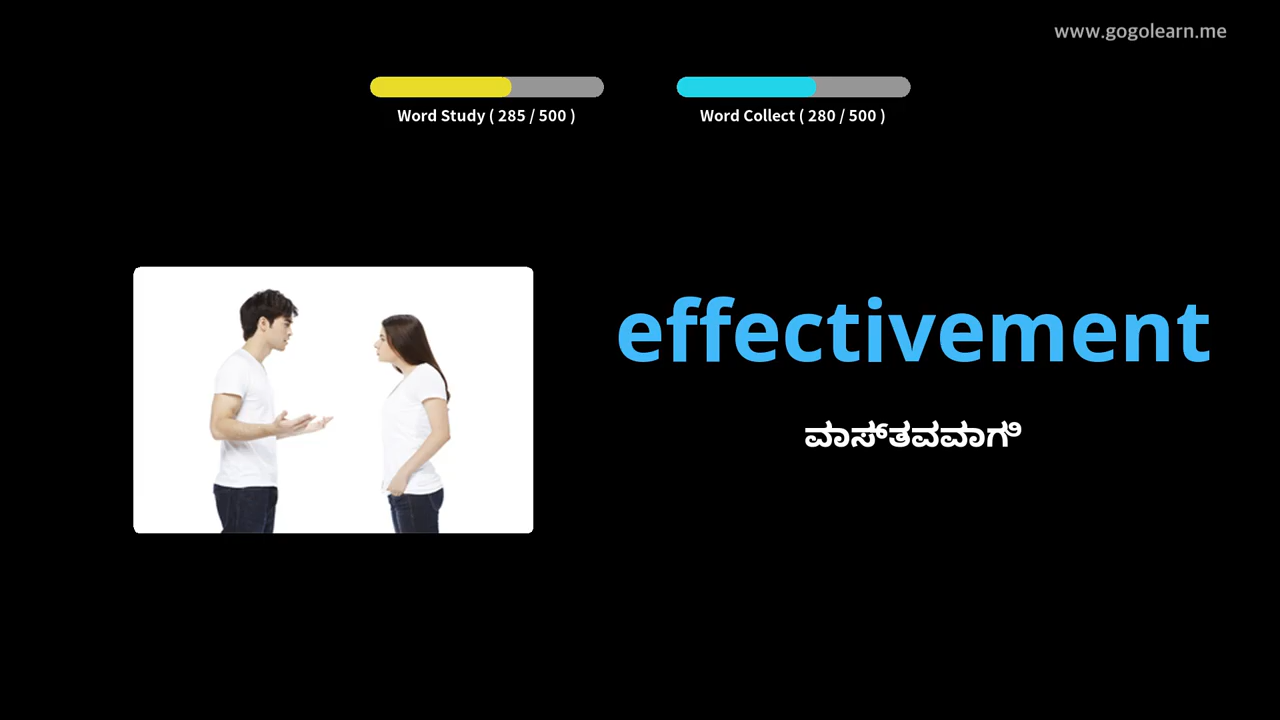 www.gogolearn.me
Word Study ( 285 / 500 )
Word Collect ( 280 / 500 )
effectivement
ವಾಸ್ತವವಾಗಿ